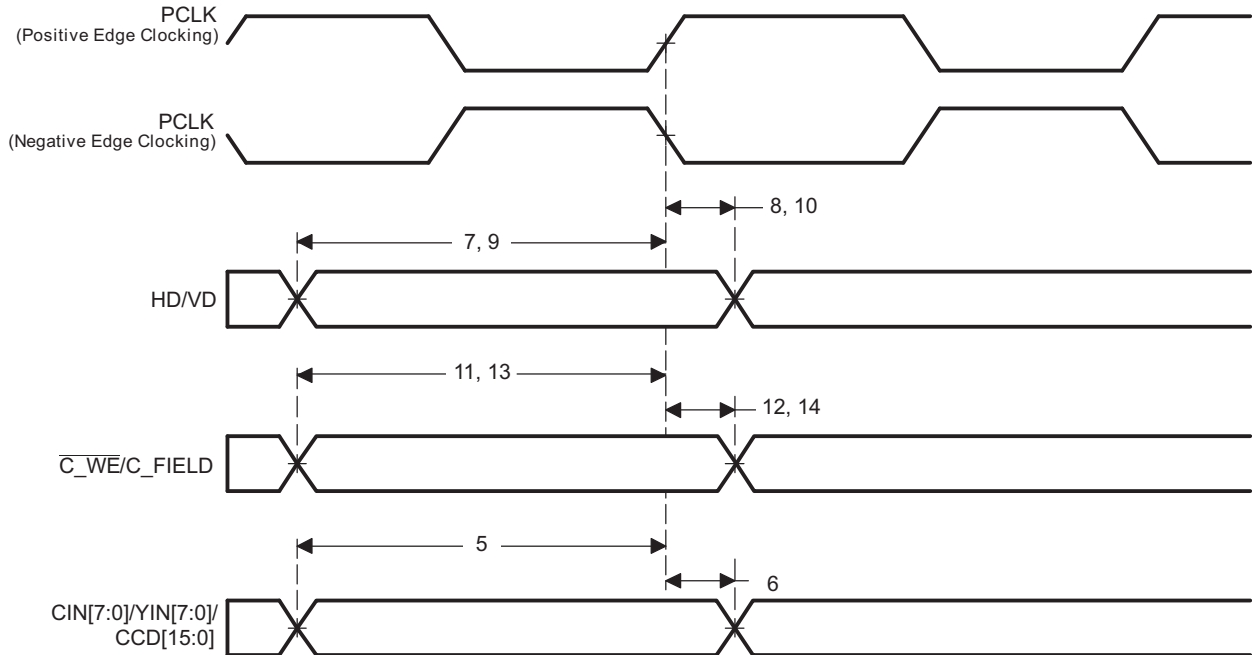 PCLK
(Positive Edge Clocking)
PCLK
(Negative Edge Clocking)
8, 10
7, 9
HD/VD
11, 13
12, 14
C_WE/C_FIELD
5
6
CIN[7:0]/YIN[7:0]/
CCD[15:0]